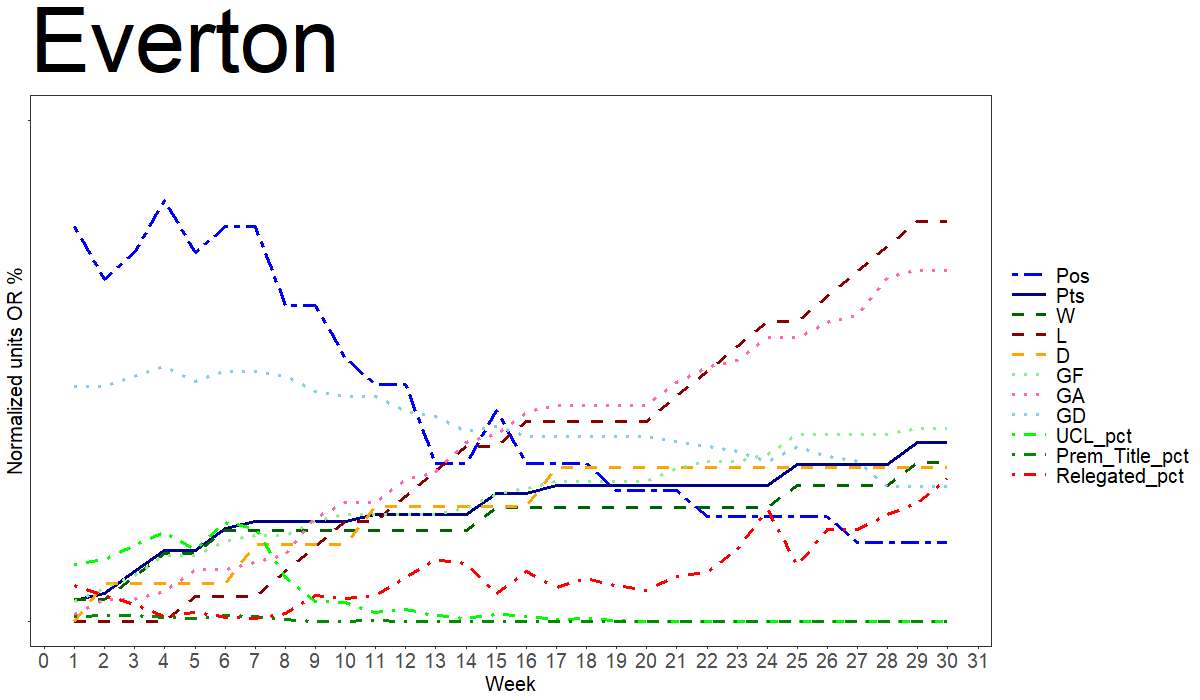 Everton
Normalized units OR %
Pos
Pts
W
L
D
GF
GA
GD
UCL_pct
Prem_Title_pct
Relegated_pct
0 1 2 3 4 5 6 7 8 9 10 11 12 13 14 15 16 17 18 19 20 21 22 23 24 25 26 27 28 29 30 31
Week